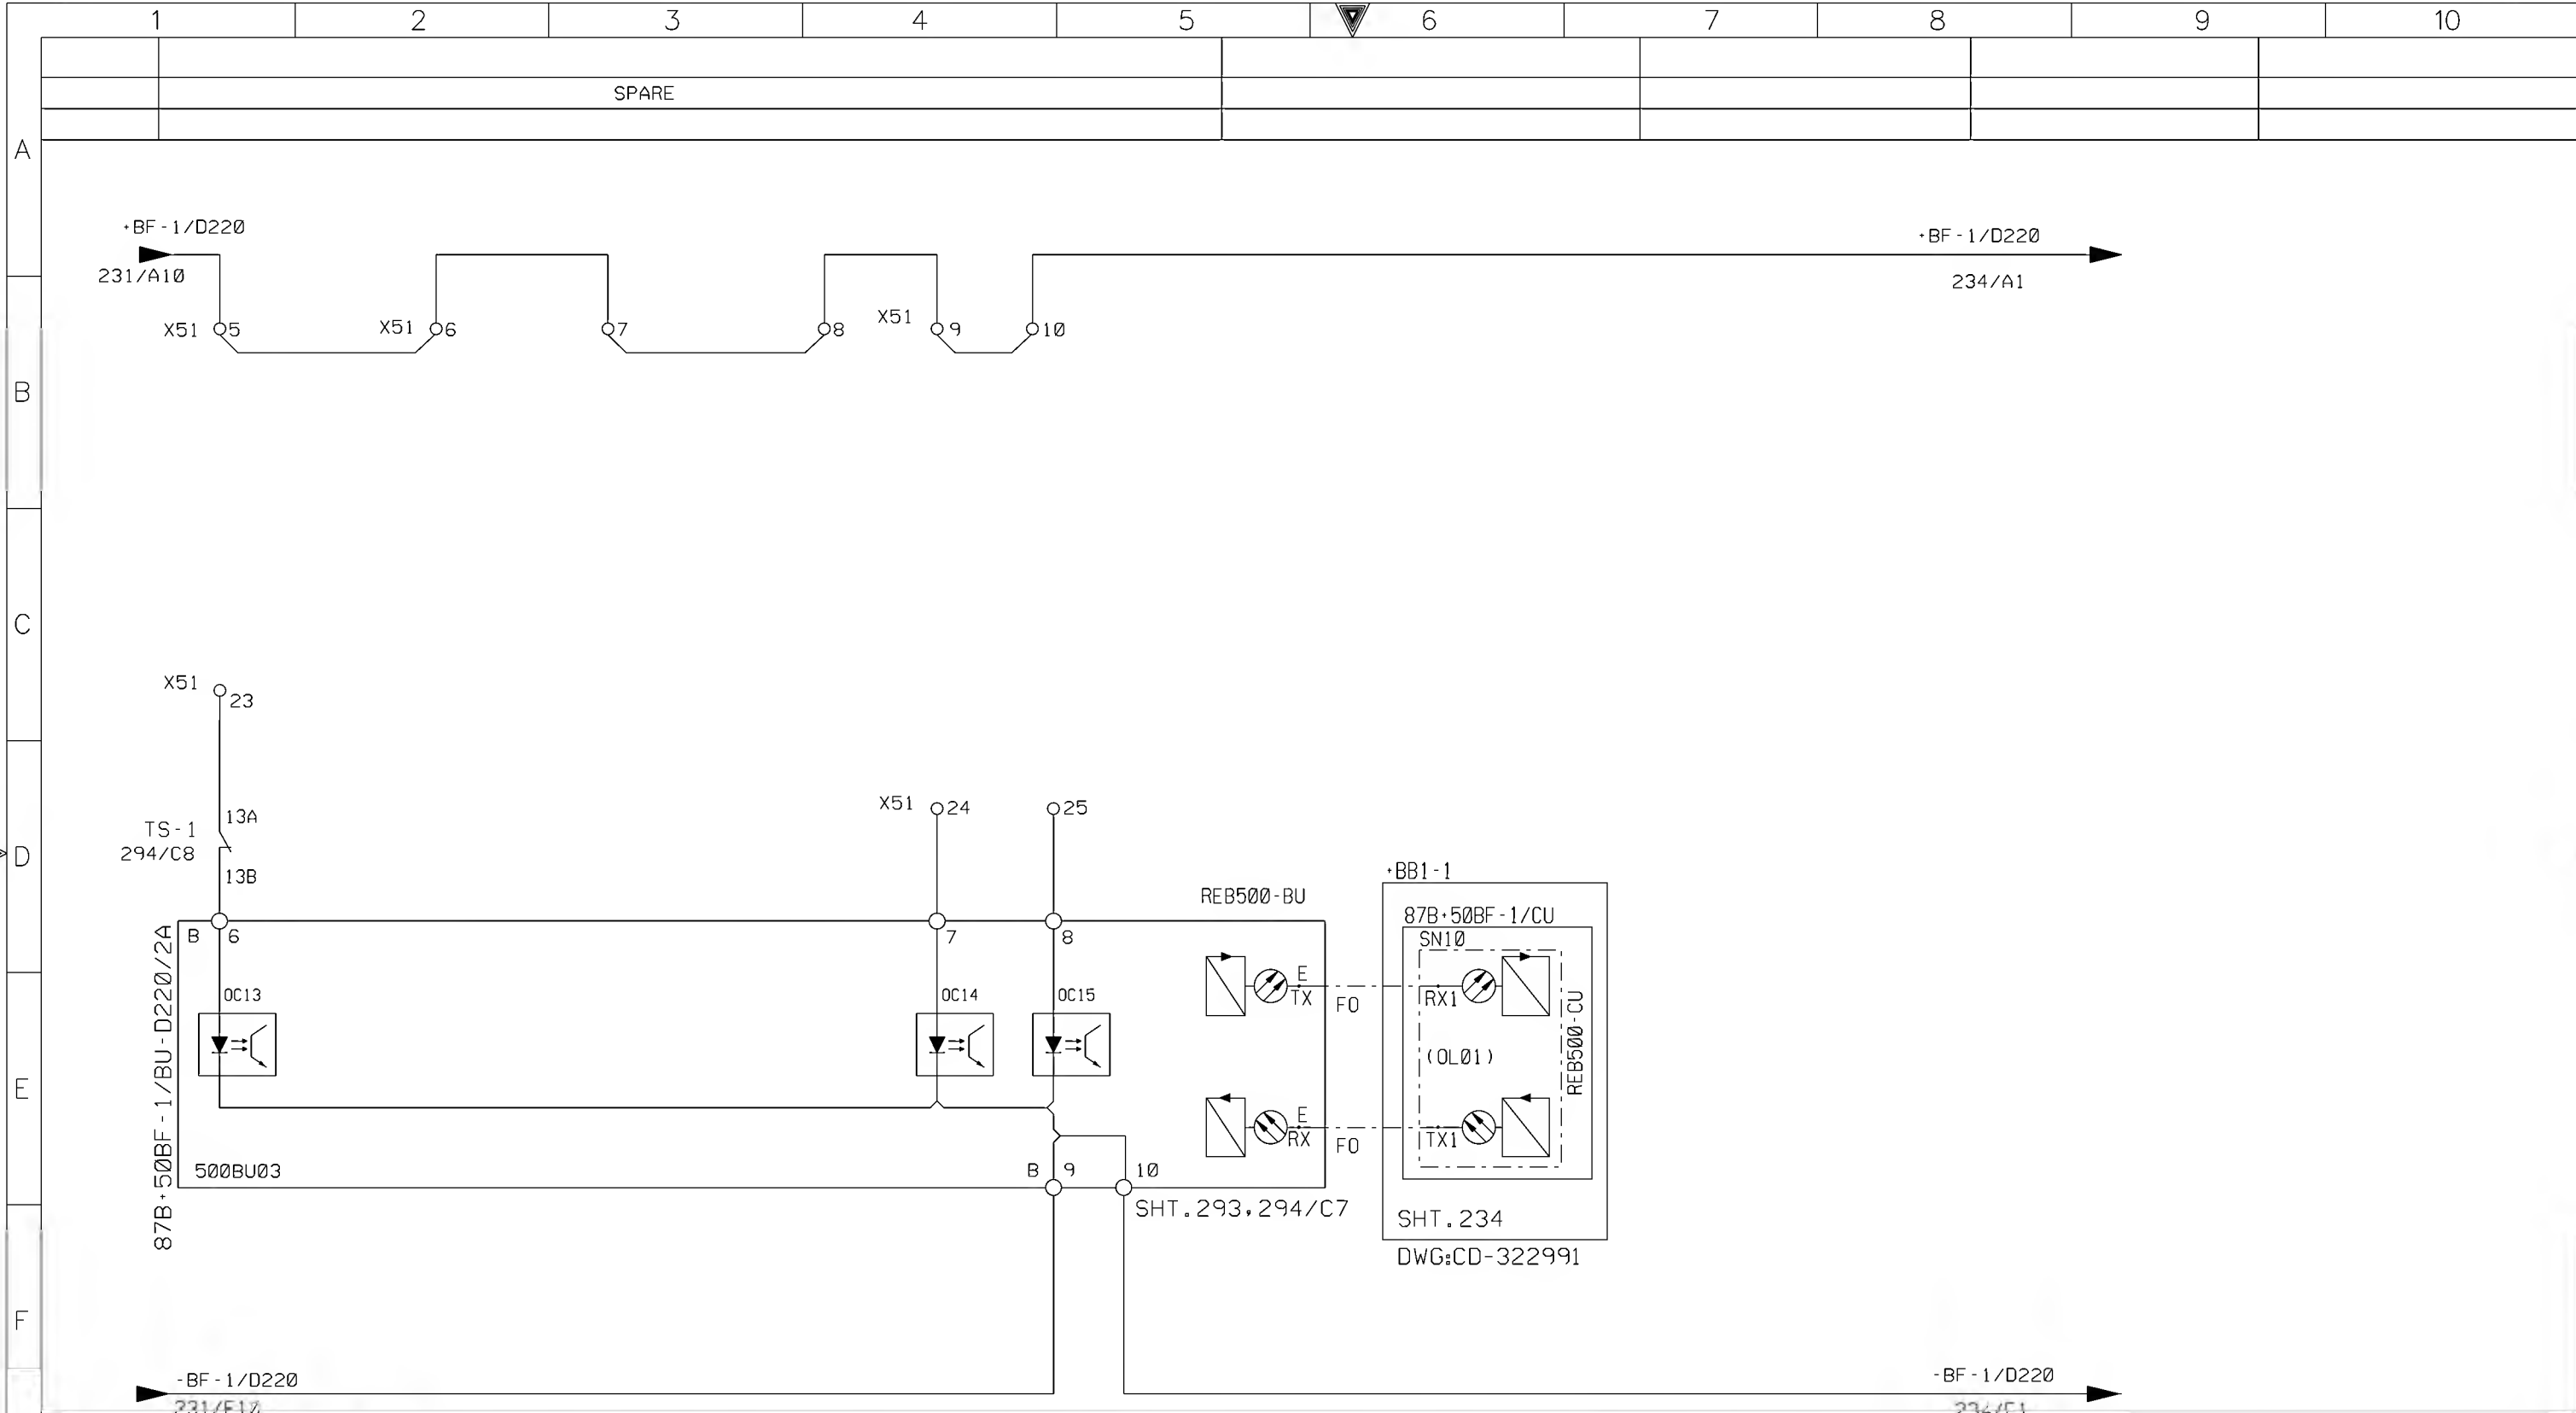 1 2 3 4 5 6 7 8 9 10
SPARE
A
+BF-1/D220
+BF-1/D220
231/A10
234/A1
X51 5
X51 6
7
8
X51 9
10
B
C
X51 23
13A
TS-1
294/C8
13B
D
X51 24
25
+BB1-1
REB500-BU
87B+50BF-1/CU
SN10
B 6
7
8
87B+50BF-1/BU-D220/2A
OC13
OC14
OC15
E
TX
FO
RX1
(OL01)
REB500-CU
E
RX
FO
TX1
E
500BU03
B 9
10
SHT.293,294/C7
SHT.234
DWG:CD-322991
F
-BF-1/D220
-BF-1/D220